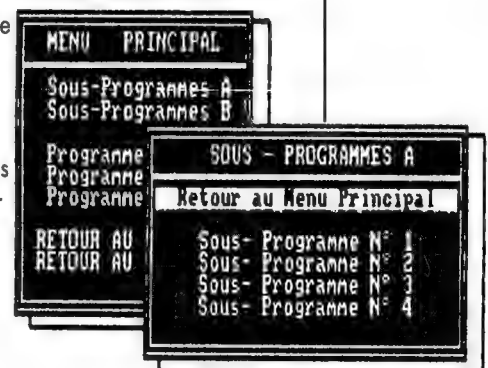 MENU PRINCIPAL
Sous-Programmes A
Sous-Programmes B
Programme
Programme
Programme
RETOUR AU
RETOUR AU
SOUS - PROGRAMMES A
Retour au Menu Principal
Sous- Programme N° 1
Sous- Programme N° 2
Sous- Programme N° 3
Sous- Programme N° 4